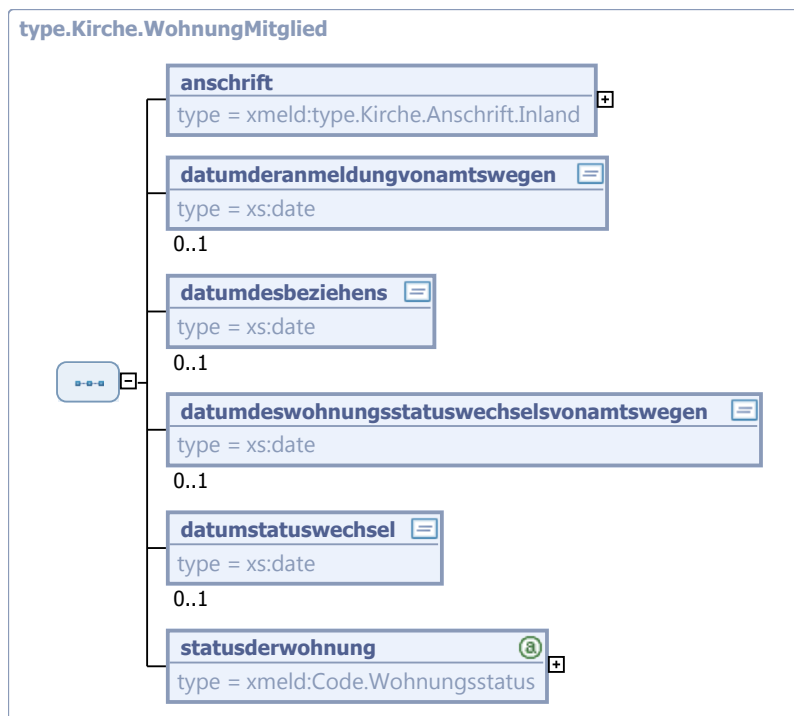 type.Kirche.WohnungMitglied
anschrift
type = xmeld:type.Kirche.Anschrift.Inland
datumderanmeldungvonamtswegen
type = xs:date
0..1
datumdesbeziehens
type = xs:date
0..1
datumdeswohnungsstatuswechselsvonamtswegen
type = xs:date
0..1
datumstatuswechsel
type = xs:date
0..1
statusderwohnung
type = xmeld:Code.Wohnungsstatus